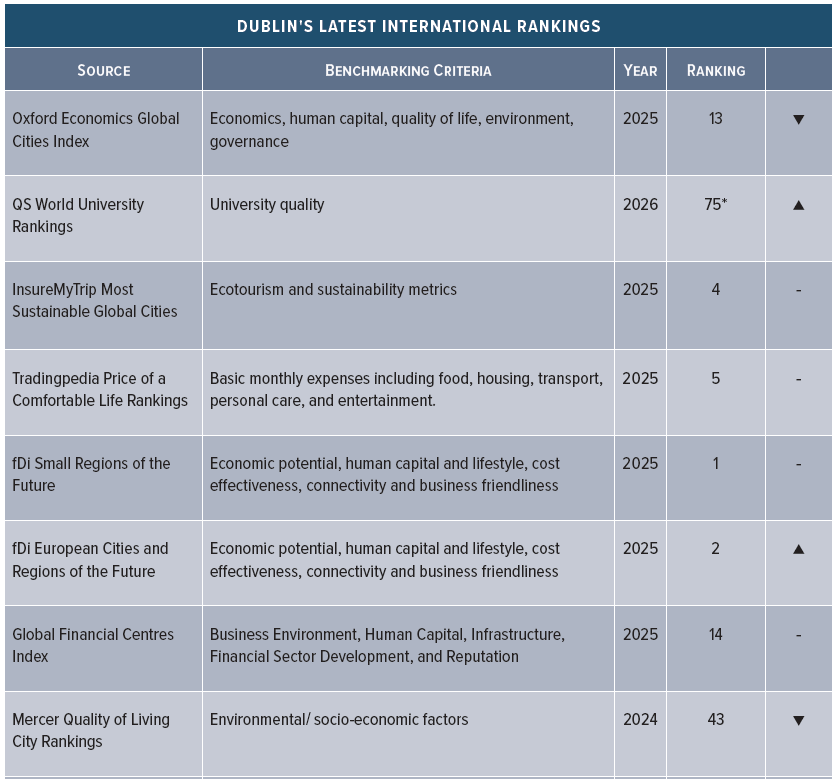 DUBLIN'S LATEST INTERNATIONAL RANKINGS
SOURCE BENCHMARKING CRITERIA YEAR RANKING
Oxford Economics Global Economics, human capital, quality of life, environment, 2025 13 ▼
Cities Index governance
QS World University University quality 2026 75* ▲
Rankings
InsureMyTrip Most Ecotourism and sustainability metrics 2025 4 -
Sustainable Global Cities
Tradingpedia Price of a Basic monthly expenses including food, housing, transport, 2025 5 -
Comfortable Life Rankings personal care, and entertainment.
fDi Small Regions of the Economic potential, human capital and lifestyle, cost 2025 1 -
Future effectiveness, connectivity and business friendliness
fDi European Cities and Economic potential, human capital and lifestyle, cost 2025 2 ▲
Regions of the Future effectiveness, connectivity and business friendliness
Global Financial Centres Business Environment, Human Capital, Infrastructure, 2025 14 -
Index Financial Sector Development, and Reputation
Mercer Quality of Living Environmental/ socio-economic factors 2024 43 ▼
City Rankings